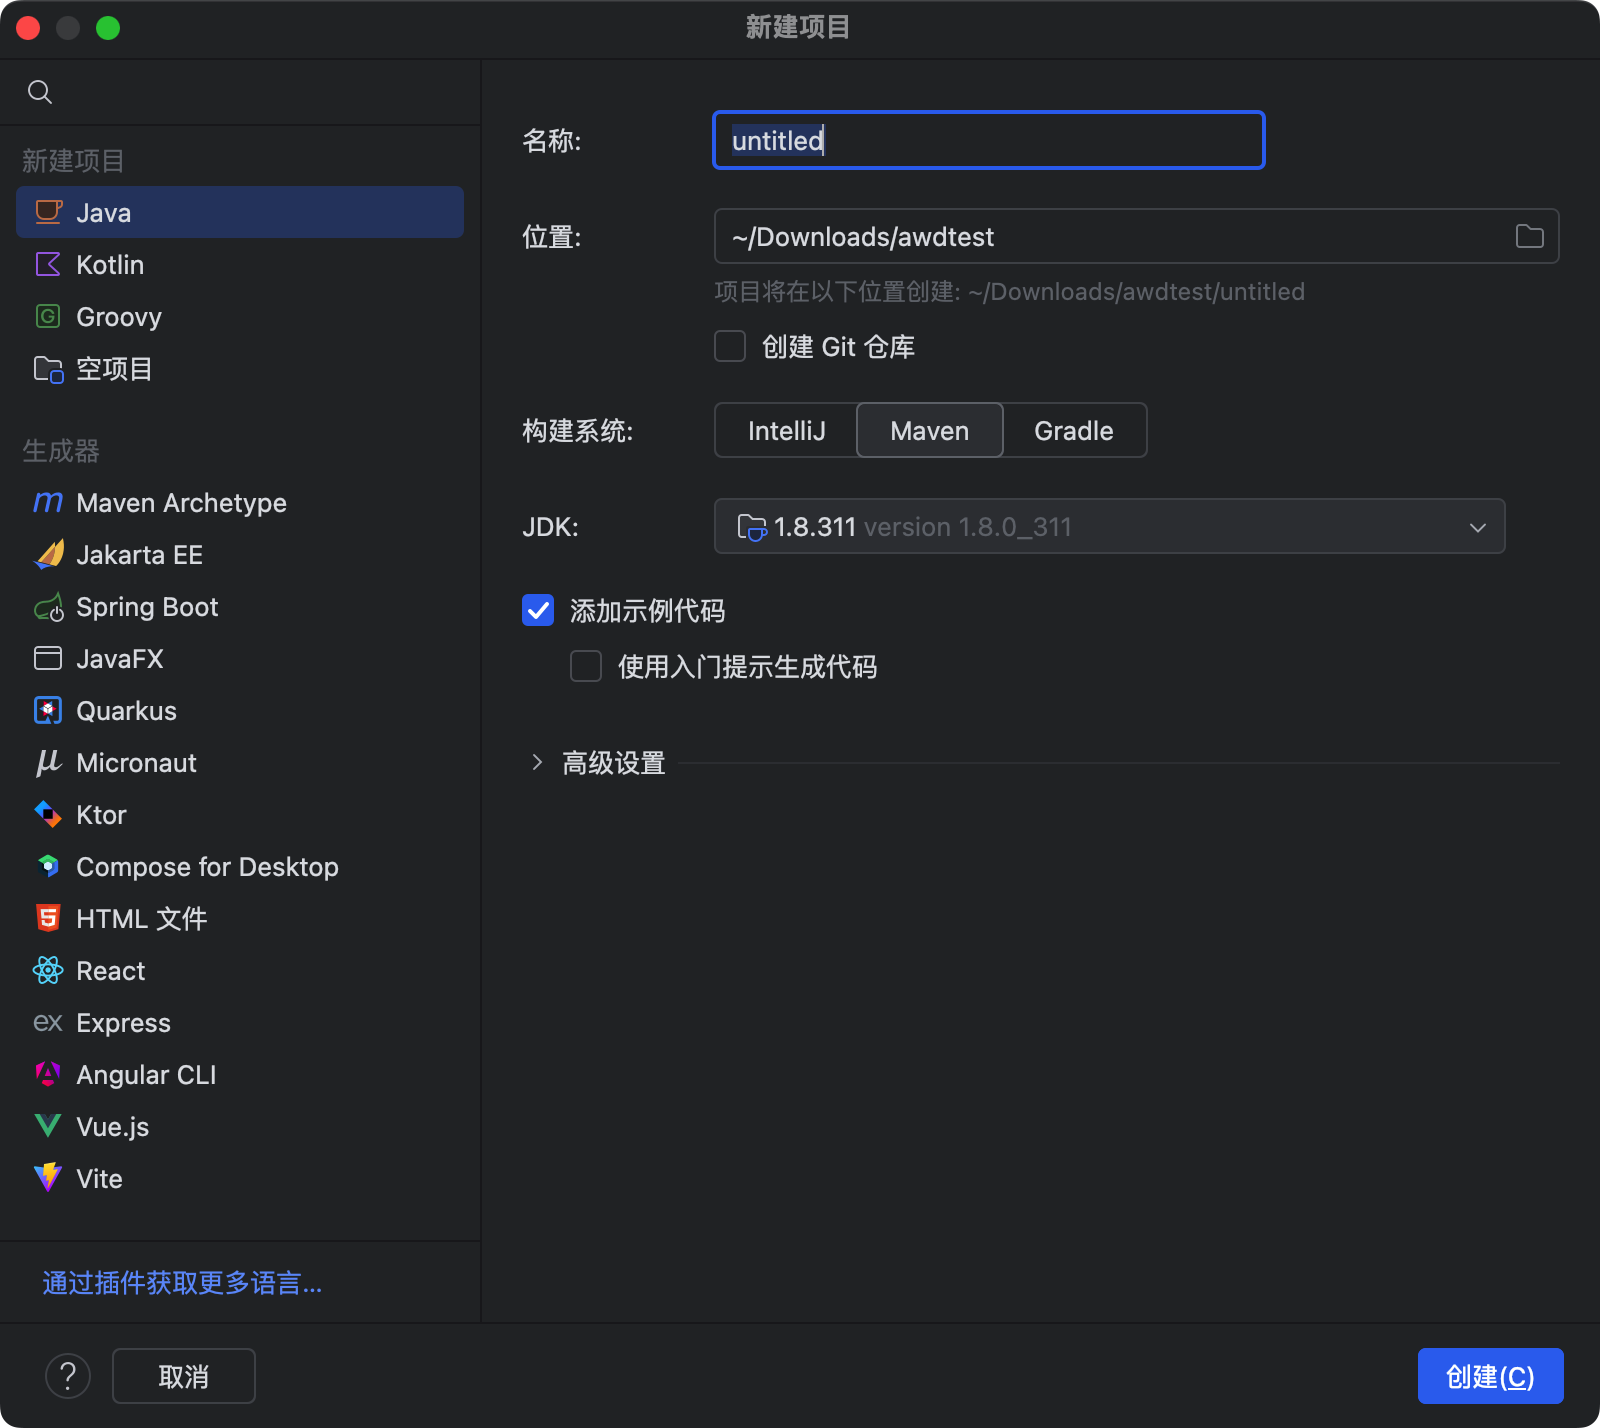 新建项目
新建项目
Java
Kotlin
Groovy
空项目
生成器
Maven Archetype
Jakarta EE
Spring Boot
JavaFX
Quarkus
Micronaut
Ktor
Compose for Desktop
HTML 文件
React
Express
Angular CLI
Vue.js
Vite
通过插件获取更多语言...
名称: untitled
位置: ~/Downloads/awdtest
项目将在以下位置创建: ~/Downloads/awdtest/untitled
创建 Git 仓库
构建系统: IntelliJ Maven Gradle
JDK: 1.8.311 version 1.8.0_311
添加示例代码
使用入门提示生成代码
高级设置
? 取消 创建(C)